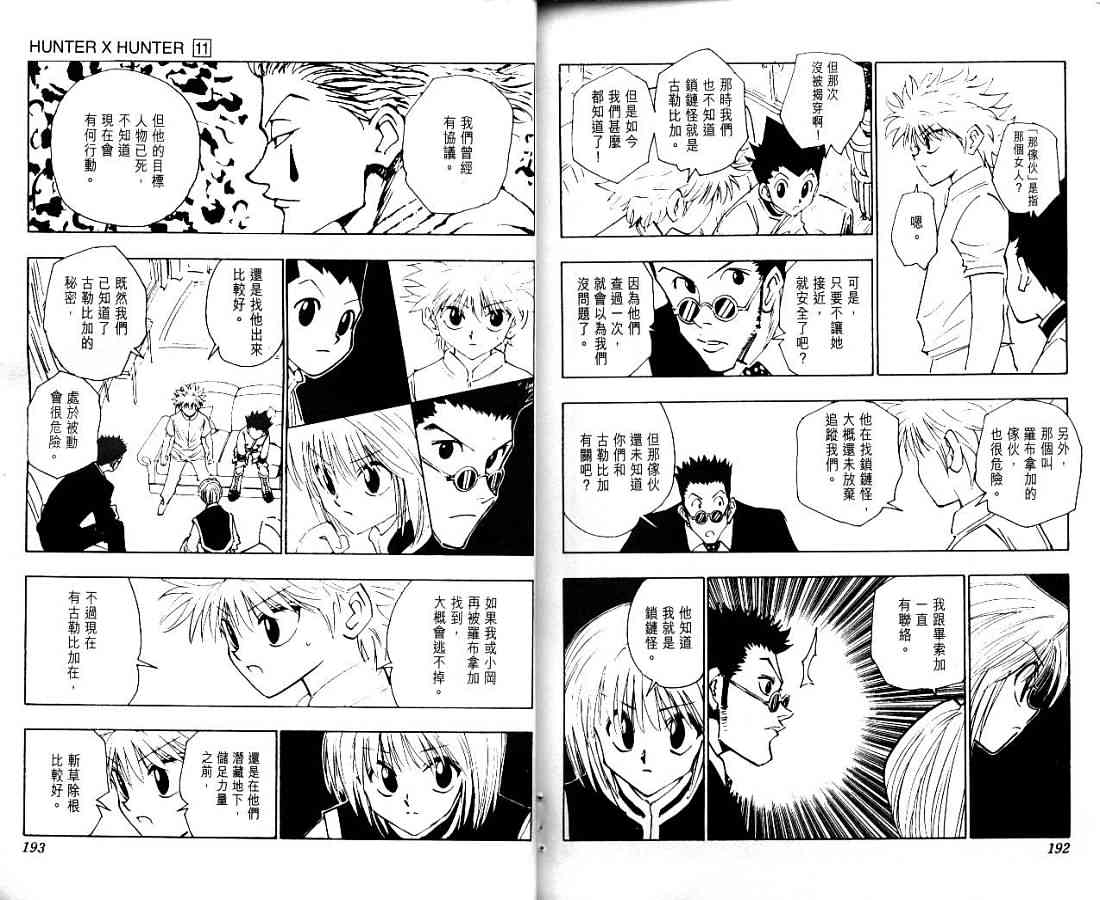 HUNTER X HUNTER 11
「那傢伙」是指
那個女人?
嗯。
但那次
沒被揭穿啊!
那時我們
也不知道
鎖鏈怪就是
古勒比加。
但是如今
我們甚麼
都知道了!
可是,
只要不讓她
接近,
就安全了吧?
因為他們
查過一次,
就會以為我們
沒問題了。
另外,
那個叫
羅布拿加的
傢伙,
也很危險。
他在找鎖鏈怪,
大概還未放棄
追蹤我們。
但那傢伙
還未知道
你們和
古勒比加
有關吧?
我跟畢索加
一直
有聯絡。
他知道
我就是
鎖鏈怪。
192
我們曾經
有協議。
但他的目標
人物已死,
不知道
現在會
有何行動。
還是找他出來
比較好。
既然我們
已知道了
古勒比加的
秘密,
處於被動
會很危險。
如果我或小岡
再被羅布拿加
找到,
大概會逃不掉。
不過現在
有古勒比加在,
還是在他們
潛藏地下,
儲足力量
之前,
斬草除根
比較好。
193